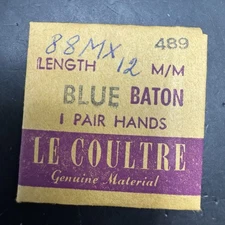 88MX 489
LENGTH 12 M/M
BLUE BATON
1 PAIR HANDS
LE COULTRE
Genuine Material